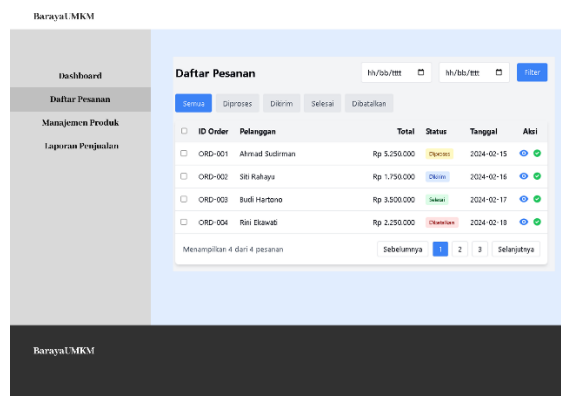 BarayaUMKM
Dashboard
Daftar Pesanan
Manajemen Produk
Laporan Penjualan
Daftar Pesanan hh/bb/tttt hh/bb/tttt Filter
Semua Diproses Dikirim Selesai Dibatalkan
ID Order Pelanggan Total Status Tanggal Aksi
ORD-001 Ahmad Sudirman Rp 5.250.000 Diproses 2024-02-15
ORD-002 Siti Rahayu Rp 1.750.000 Dikirim 2024-02-16
ORD-003 Budi Hartono Rp 3.500.000 Selesai 2024-02-17
ORD-004 Rini Ekawati Rp 2.250.000 Dibatalkan 2024-02-18
Menampilkan 4 dari 4 pesanan Sebelumnya 1 2 3 Selanjutnya
BarayaUMKM